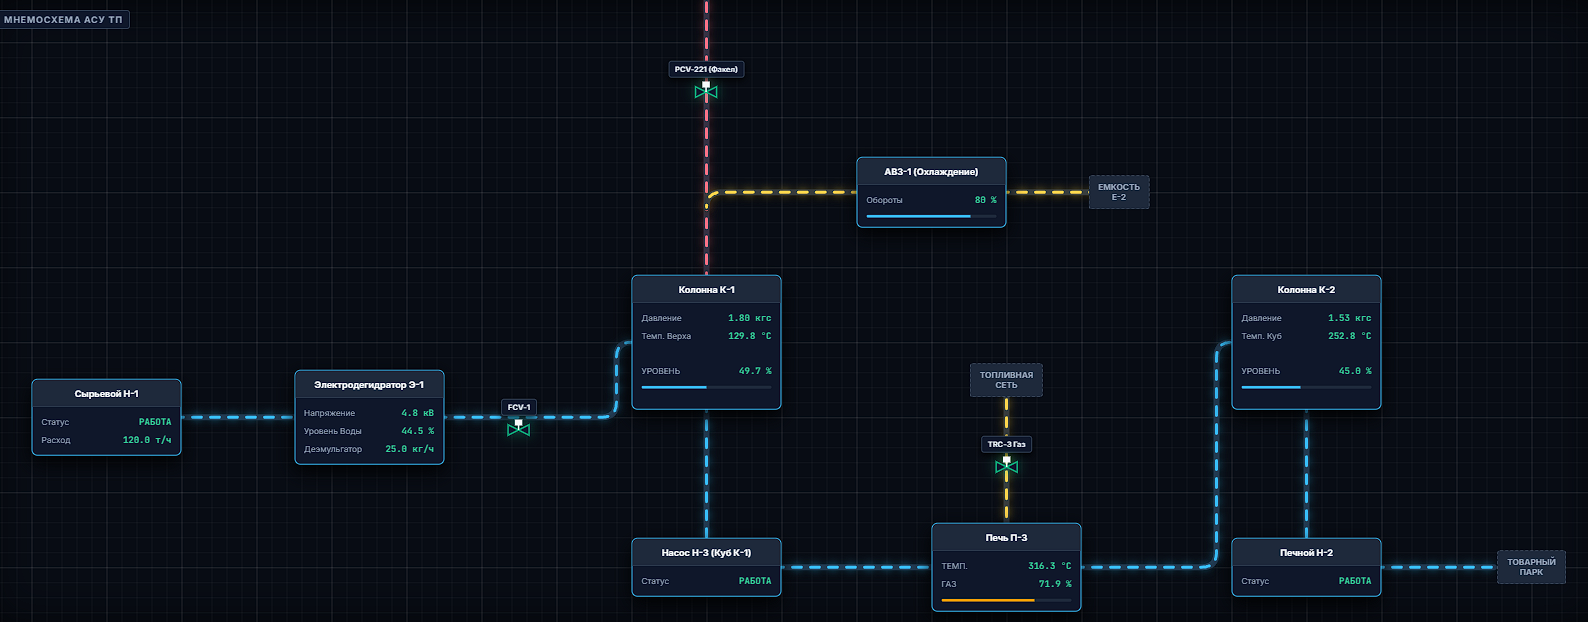 МНЕМОСХЕМА АСУ ТП
PCV-221 (Факел)
АВЗ-1 (Охлаждение)
Обороты 80 %
ЕМКОСТЬ
Е-2
Колонна К-1
Давление 1.80 кгс
Темп. Верха 129.8 °C
УРОВЕНЬ 49.7 %
Колонна К-2
Давление 1.53 кгс
Темп. Куб 252.8 °C
УРОВЕНЬ 45.0 %
Сырьевой Н-1
Статус РАБОТА
Расход 120.0 т/ч
Электродегидратор Э-1
Напряжение 4.8 кВ
Уровень Воды 44.5 %
Деэмульгатор 25.0 кг/ч
FCV-1
ТОПЛИВНАЯ
СЕТЬ
TRC-3 Газ
Насос Н-3 (Куб К-1)
Статус РАБОТА
Печь П-3
ТЕМП. 316.3 °C
ГАЗ 71.9 %
Печной Н-2
Статус РАБОТА
ТОВАРНЫЙ
ПАРК